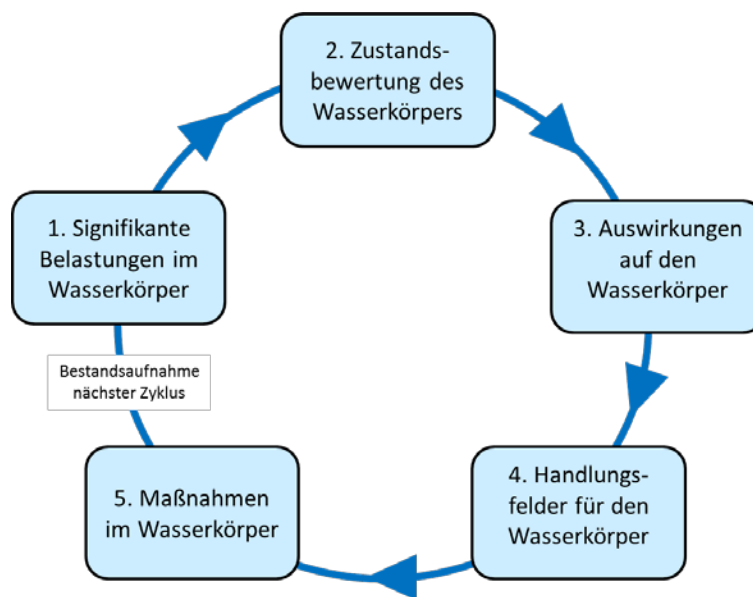 2. Zustands-
bewertung des
Wasserkörpers
1. Signifikante
Belastungen im
Wasserkörper
3. Auswirkungen
auf den
Wasserkörper
Bestandsaufnahme
nächster Zyklus
5. Maßnahmen
im Wasserkörper
4. Handlungs-
felder für den
Wasserkörper